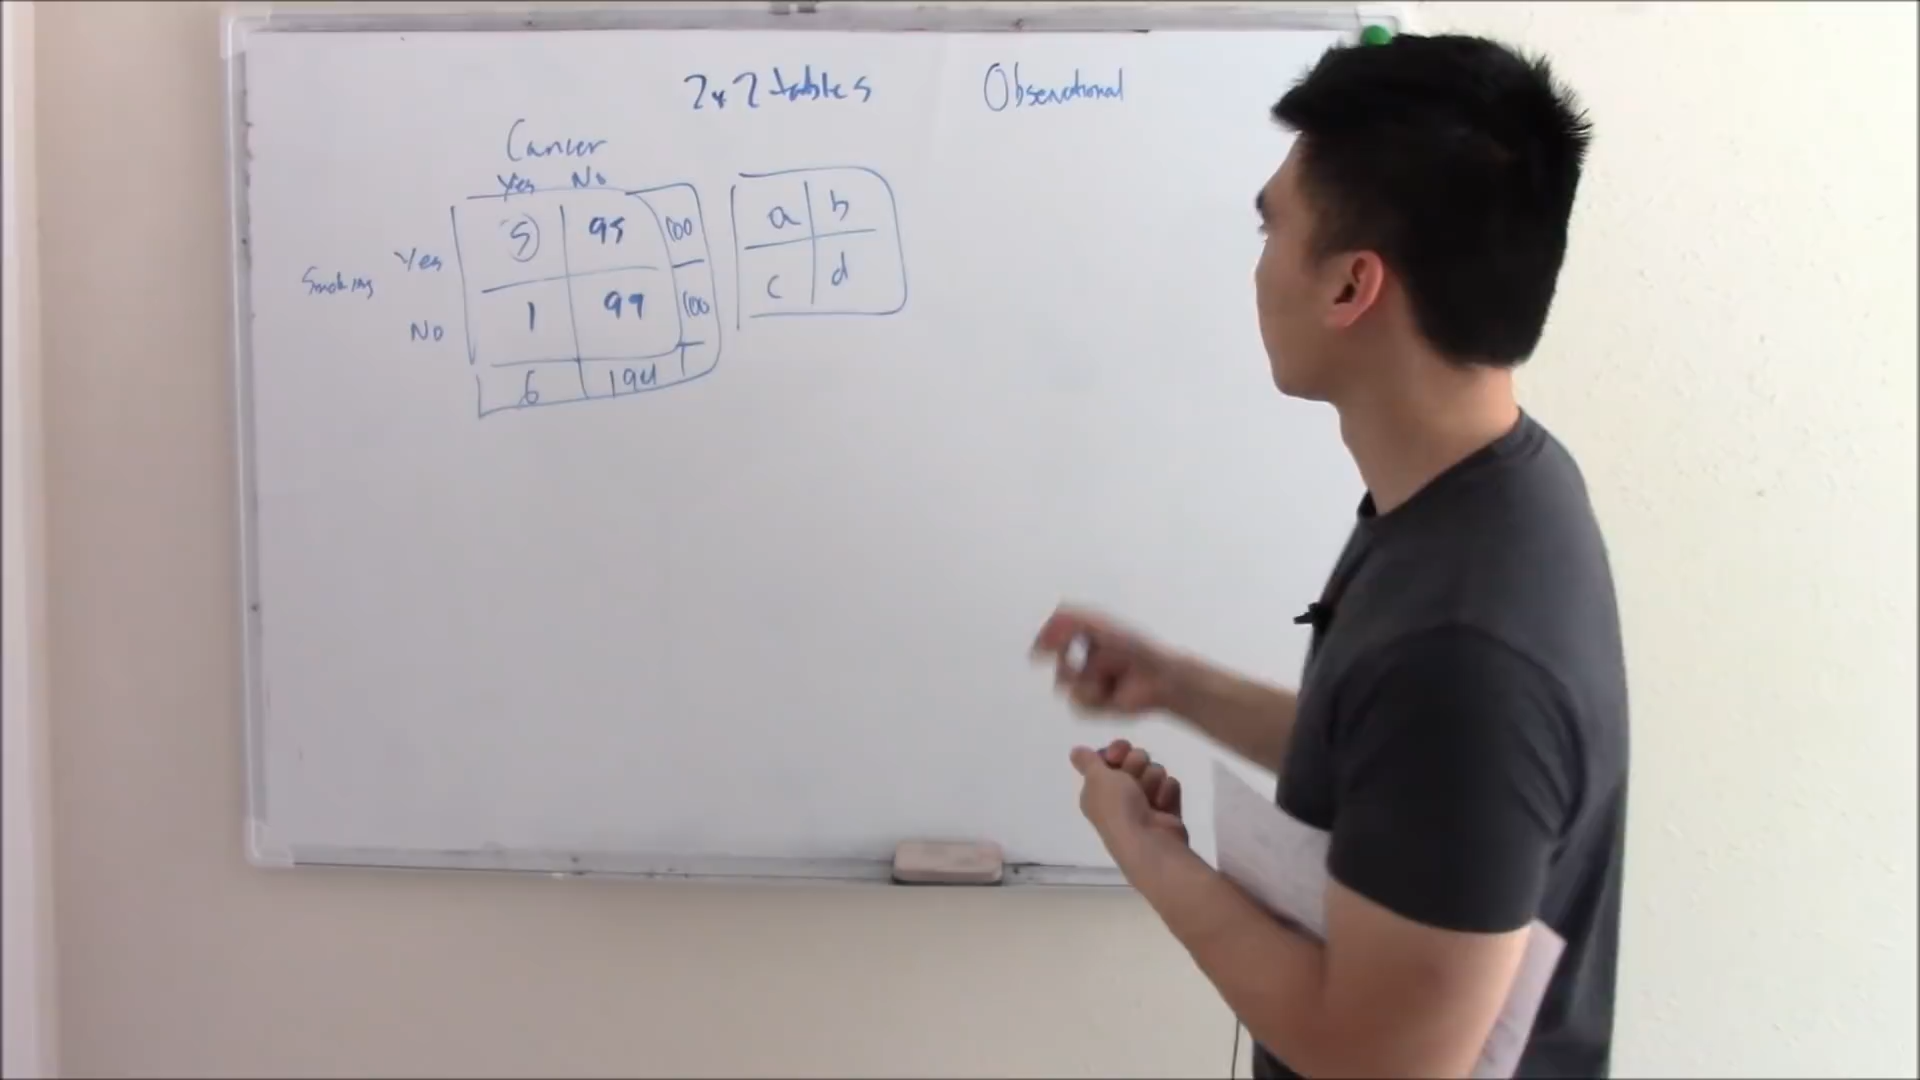 2x2 tables Observational
Cancer
Yes No
Smoking
Yes 5 95 100
No 1 99 100
6 194
a b
c d